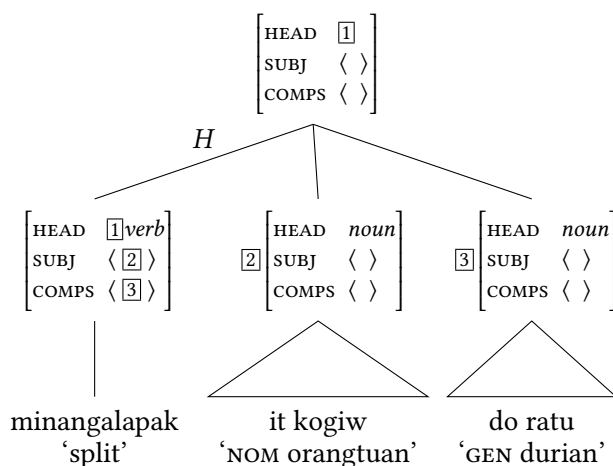 HEAD 1
SUBJ ⟨ ⟩
COMPS ⟨ ⟩
H
HEAD 1 verb HEAD noun HEAD noun
SUBJ ⟨ 2 ⟩ 2 SUBJ ⟨ ⟩ 3 SUBJ ⟨ ⟩
COMPS ⟨ 3 ⟩ COMPS ⟨ ⟩ COMPS ⟨ ⟩
minangalapak it kogiw do ratu
‘split’ ‘NOM orangtuan’ ‘GEN durian’